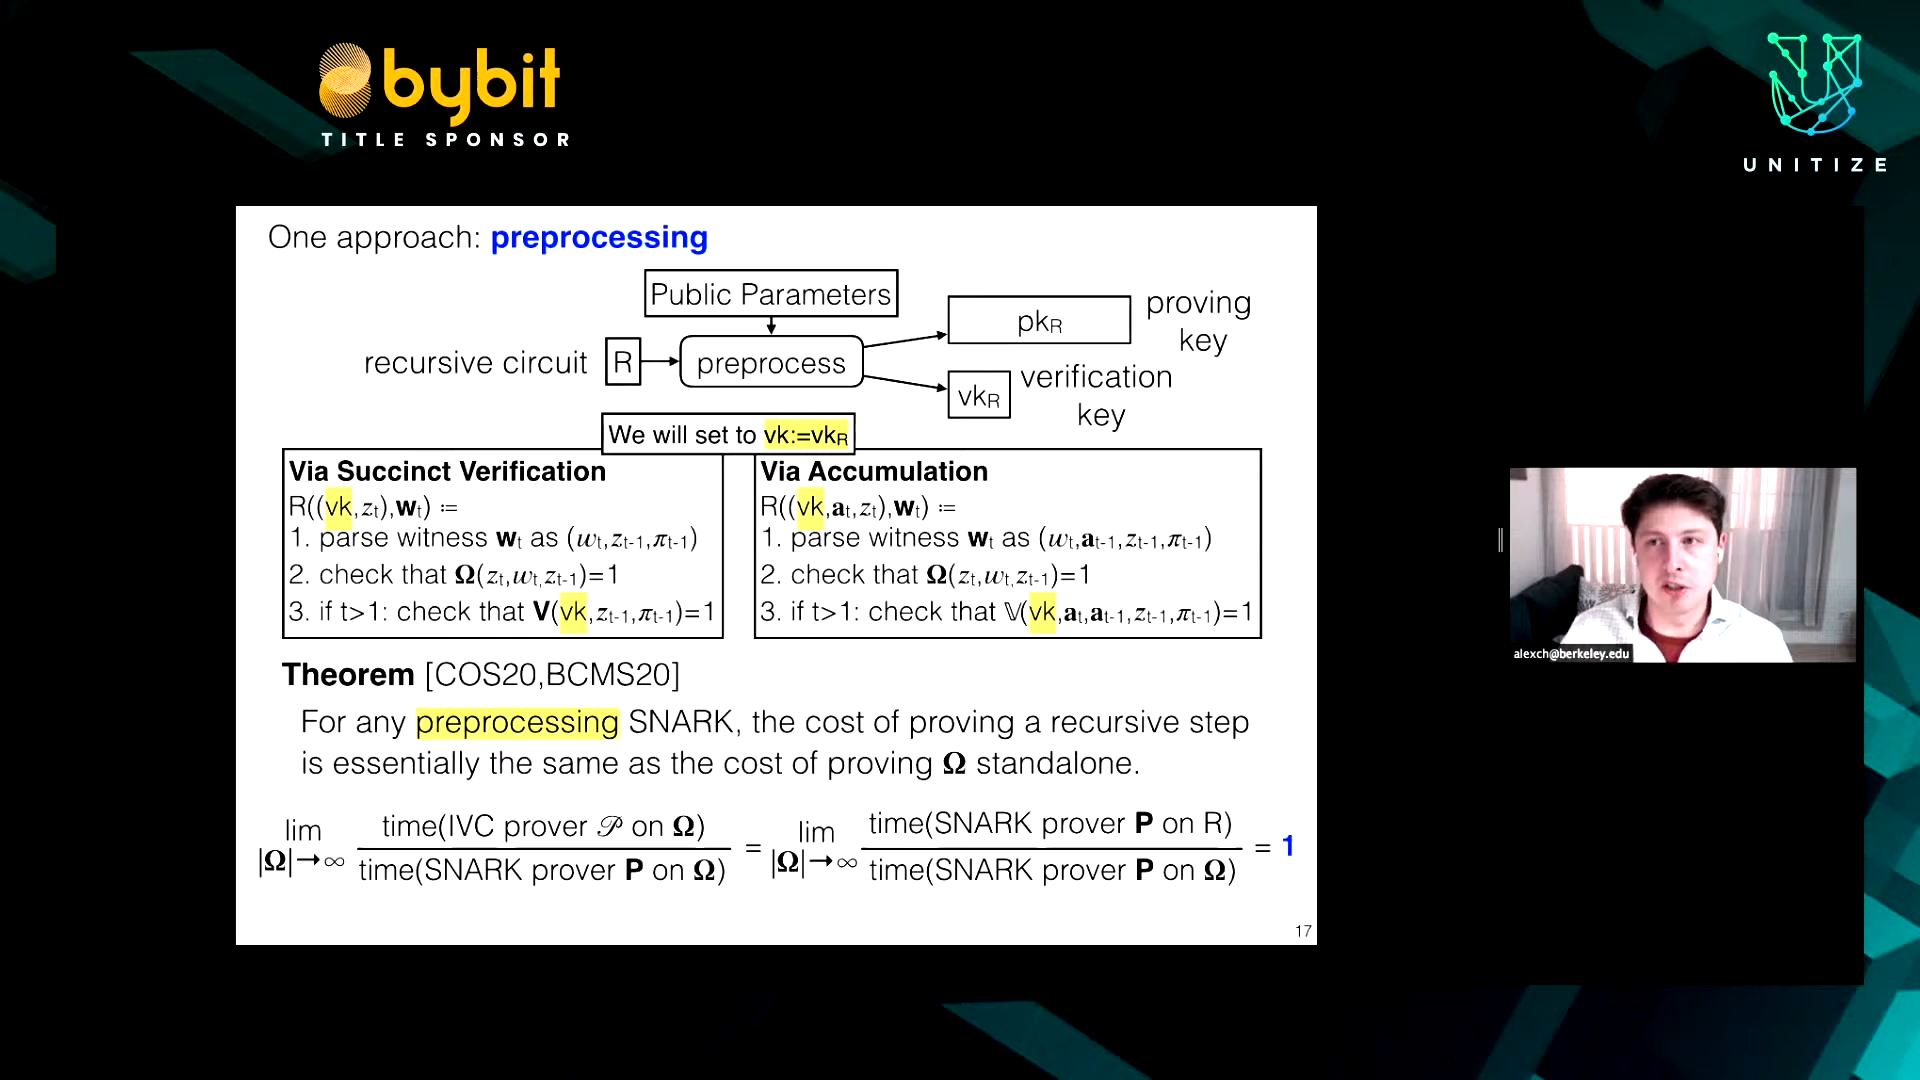 bybit
TITLE SPONSOR
UNITIZE
One approach: preprocessing
Public Parameters
recursive circuit R
preprocess
pkR
proving
key
vkR
verification
key
We will set to vk:=vkR
Via Succinct Verification
R((vk,zt),wt) :=
1. parse witness wt as (wt,zt-1,πt-1)
2. check that Ω(zt,wt,zt-1)=1
3. if t>1: check that V(vk,zt-1,πt-1)=1
Via Accumulation
R((vk,at,zt),wt) :=
1. parse witness wt as (wt,at-1,zt-1,πt-1)
2. check that Ω(zt,wt,zt-1)=1
3. if t>1: check that 𝕍(vk,at,at-1,zt-1,πt-1)=1
Theorem [COS20,BCMS20]
For any preprocessing SNARK, the cost of proving a recursive step
is essentially the same as the cost of proving Ω standalone.
lim |Ω|→∞ time(IVC prover 𝒫 on Ω) / time(SNARK prover P on Ω) = lim |Ω|→∞ time(SNARK prover P on R) / time(SNARK prover P on Ω) = 1
17
alexch@berkeley.edu